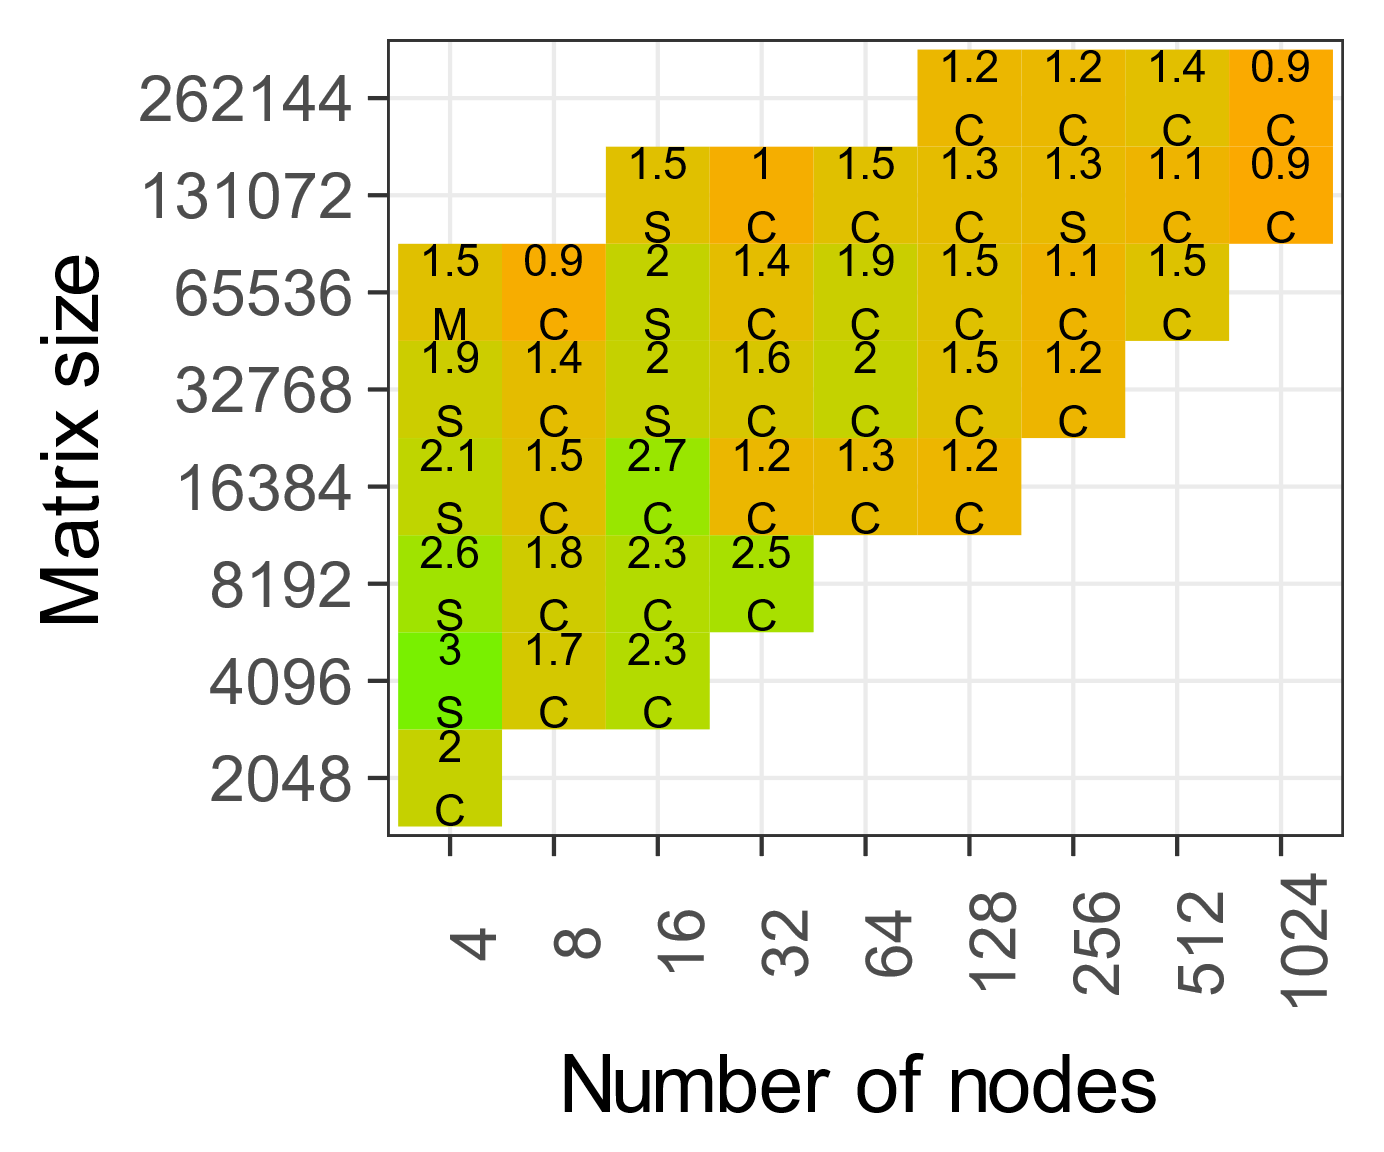 262144 1.2 1.2 1.4 0.9
C C C C
131072 1.5 1 1.5 1.3 1.3 1.1 0.9
S C C C S C C
65536 1.5 0.9 2 1.4 1.9 1.5 1.1 1.5
M C S C C C C C
32768 1.9 1.4 2 1.6 2 1.5 1.2
S C S C C C C
16384 2.1 1.5 2.7 1.2 1.3 1.2
S C C C C C
8192 2.6 1.8 2.3 2.5
S C C C
4096 3 1.7 2.3
S C C
2048 2
C
4 8 16 32 64 128 256 512 1024
Number of nodes
Matrix size